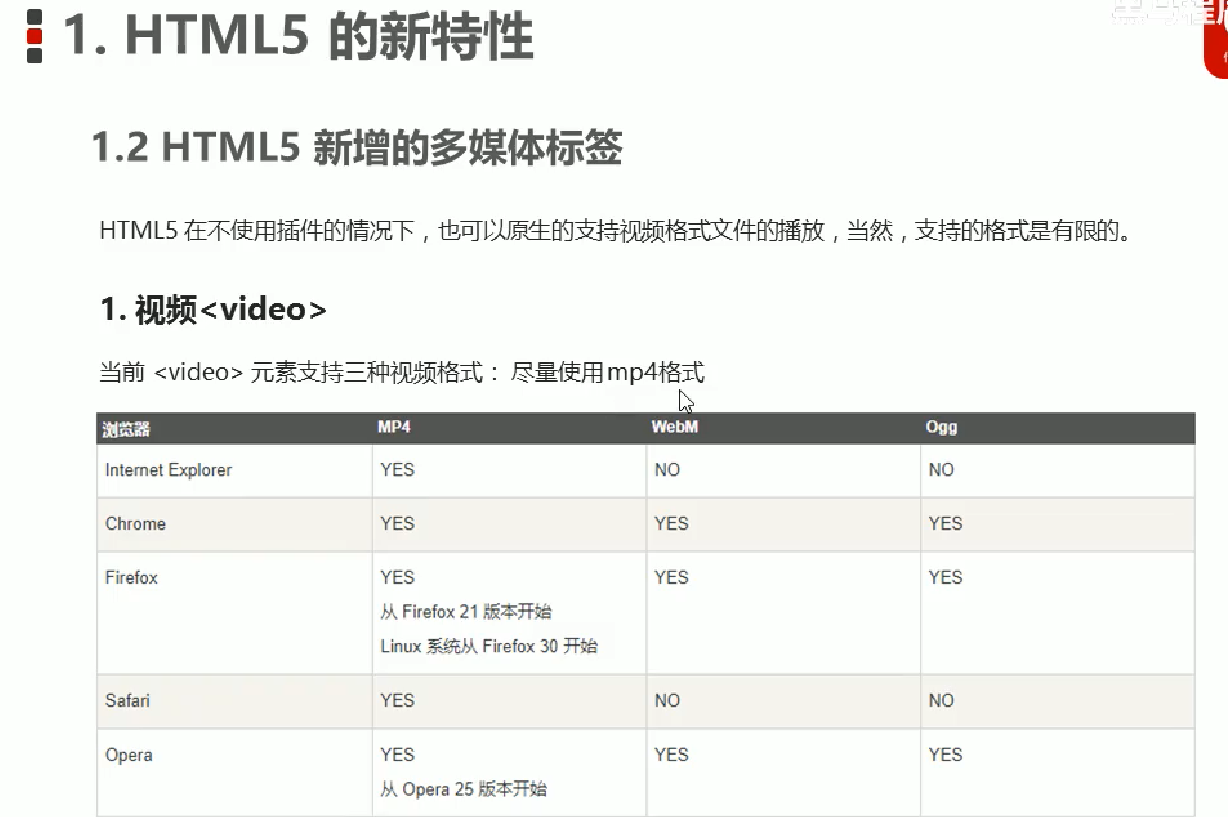 1. HTML5 的新特性
1.2 HTML5 新增的多媒体标签
HTML5 在不使用插件的情况下，也可以原生的支持视频格式文件的播放，当然，支持的格式是有限的。
1. 视频<video>
当前 <video> 元素支持三种视频格式： 尽量使用mp4格式
浏览器 MP4 WebM Ogg
Internet Explorer YES NO NO
Chrome YES YES YES
Firefox YES YES YES
从 Firefox 21 版本开始
Linux 系统从 Firefox 30 开始
Safari YES NO NO
Opera YES YES YES
从 Opera 25 版本开始